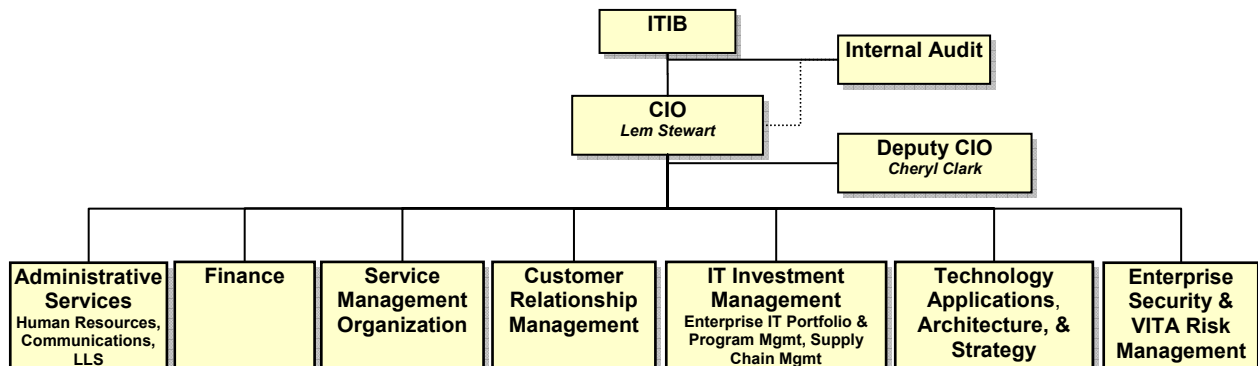 ITIB
Internal Audit
CIO
Lem Stewart
Deputy CIO
Cheryl Clark
Administrative
Services
Human Resources,
Communications,
LLS
Finance
Service
Management
Organization
Customer
Relationship
Management
IT Investment
Management
Enterprise IT Portfolio &
Program Mgmt, Supply
Chain Mgmt
Technology
Applications,
Architecture, &
Strategy
Enterprise
Security &
VITA Risk
Management